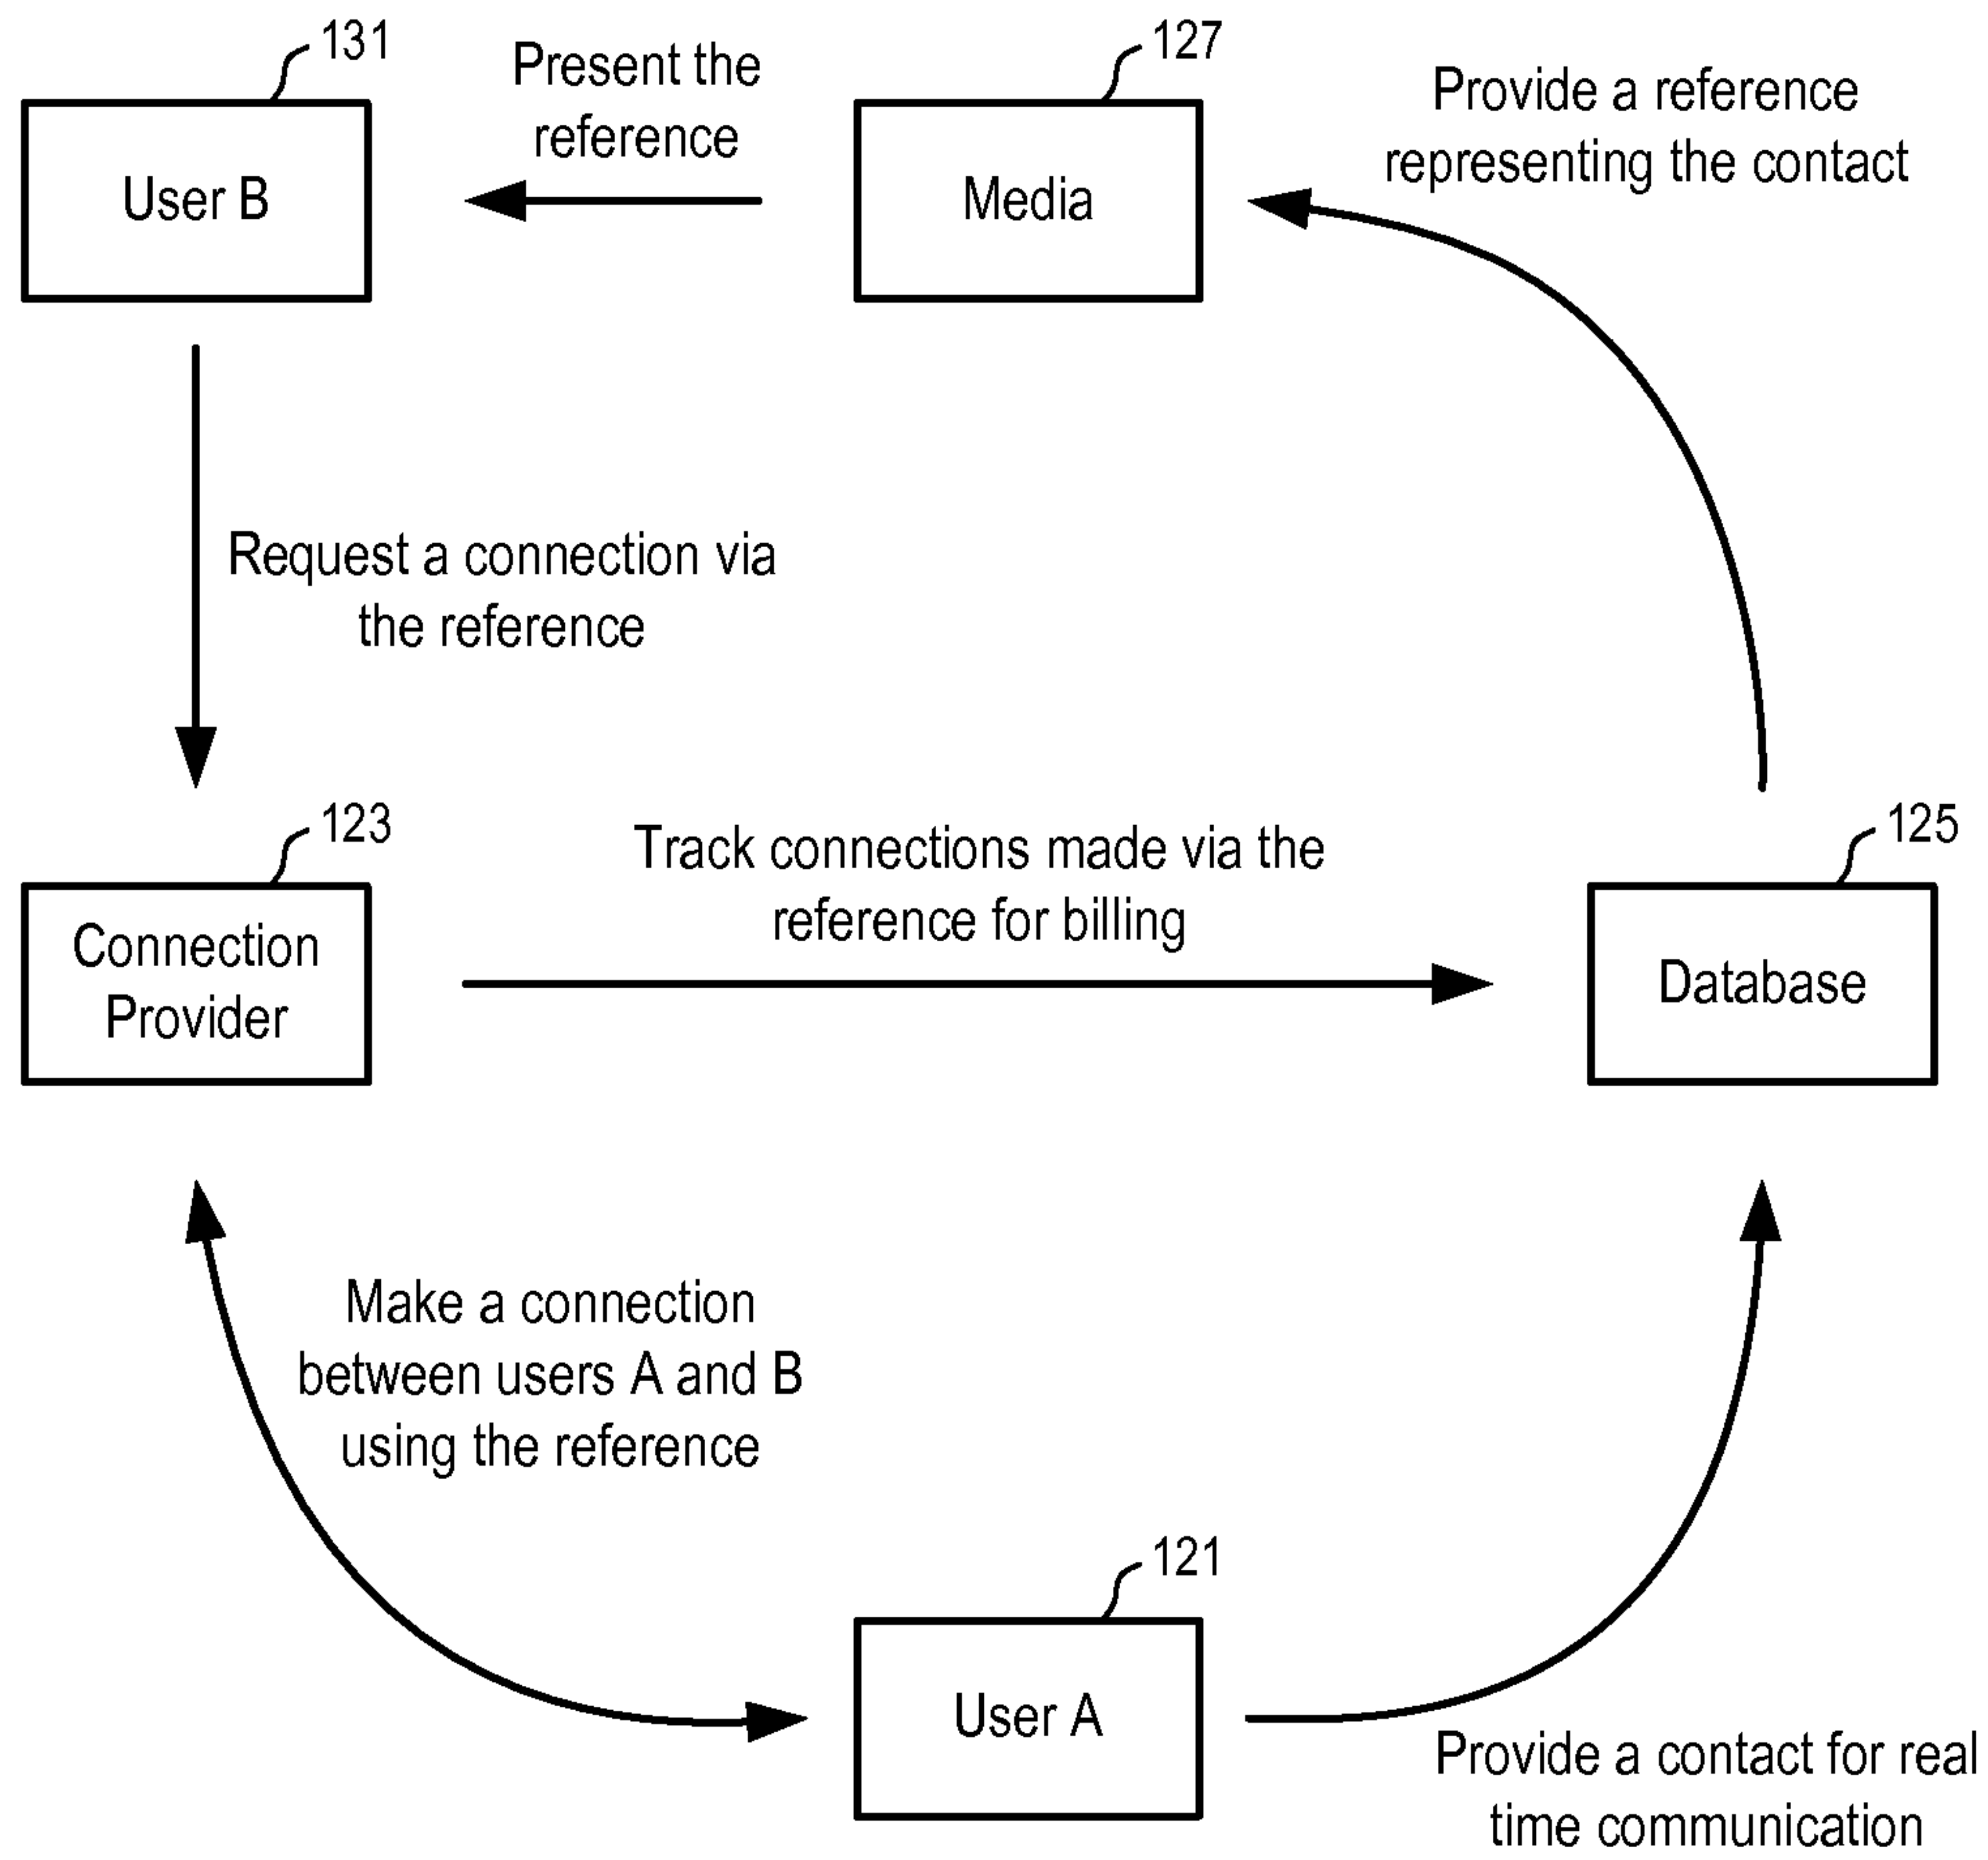 131
Present the
reference
127
Provide a reference
representing the contact
User B
Media
Request a connection via
the reference
123
Track connections made via the
reference for billing
125
Connection
Provider
Database
Make a connection
between users A and B
using the reference
121
User A
Provide a contact for real
time communication